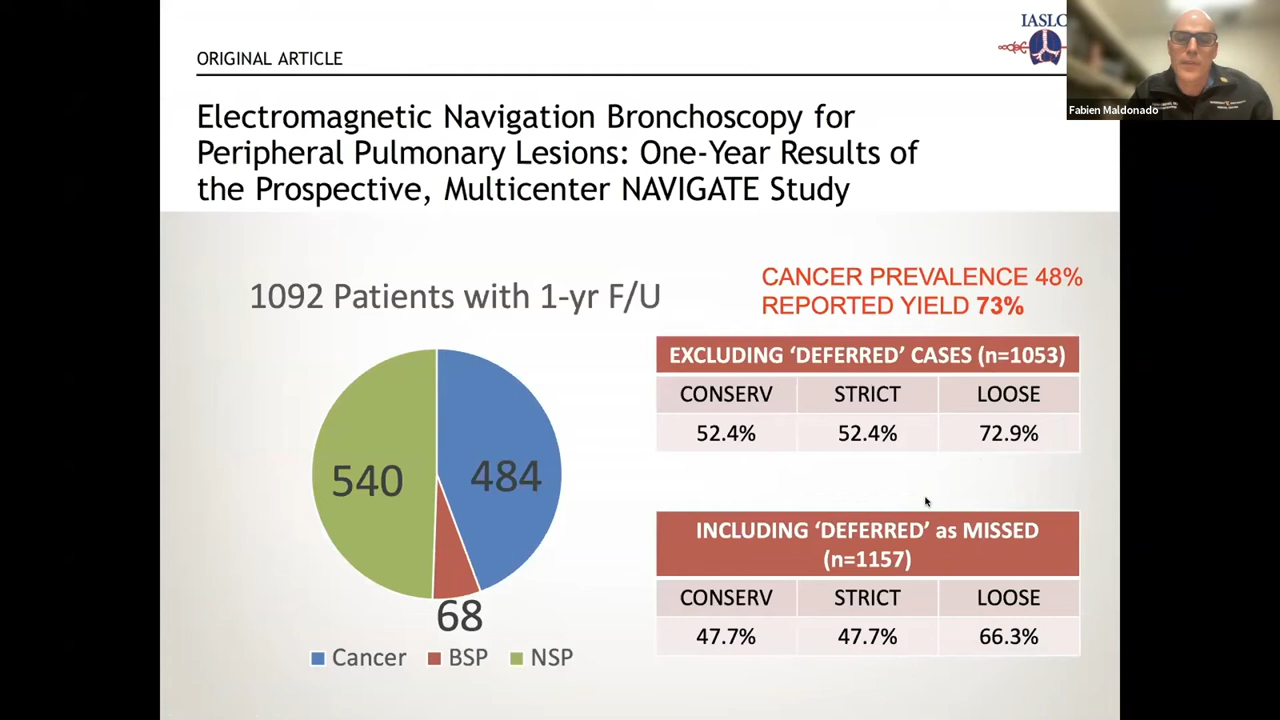 IASLC
ORIGINAL ARTICLE
Fabien Maldonado
Electromagnetic Navigation Bronchoscopy for
Peripheral Pulmonary Lesions: One-Year Results of
the Prospective, Multicenter NAVIGATE Study
1092 Patients with 1-yr F/U
CANCER PREVALENCE 48%
REPORTED YIELD 73%
EXCLUDING ‘DEFERRED’ CASES (n=1053)
CONSERV STRICT LOOSE
52.4% 52.4% 72.9%
540
484
68
Cancer BSP NSP
INCLUDING ‘DEFERRED’ as MISSED
(n=1157)
CONSERV STRICT LOOSE
47.7% 47.7% 66.3%